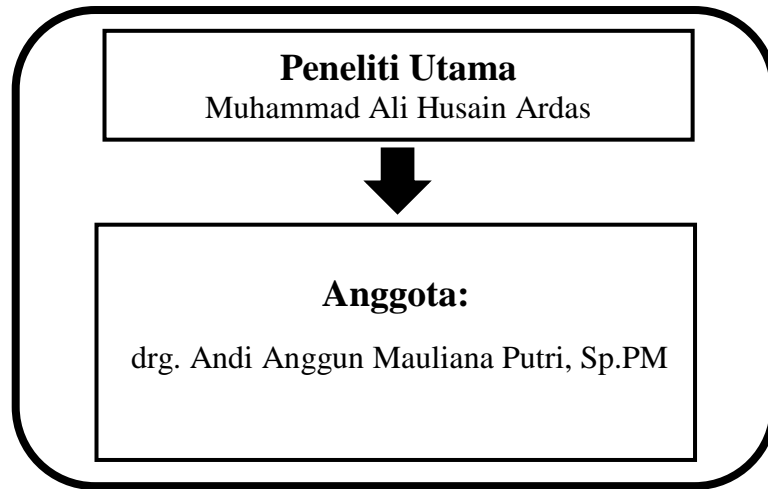 Peneliti Utama
Muhammad Ali Husain Ardas
Anggota:
drg. Andi Anggun Mauliana Putri, Sp.PM